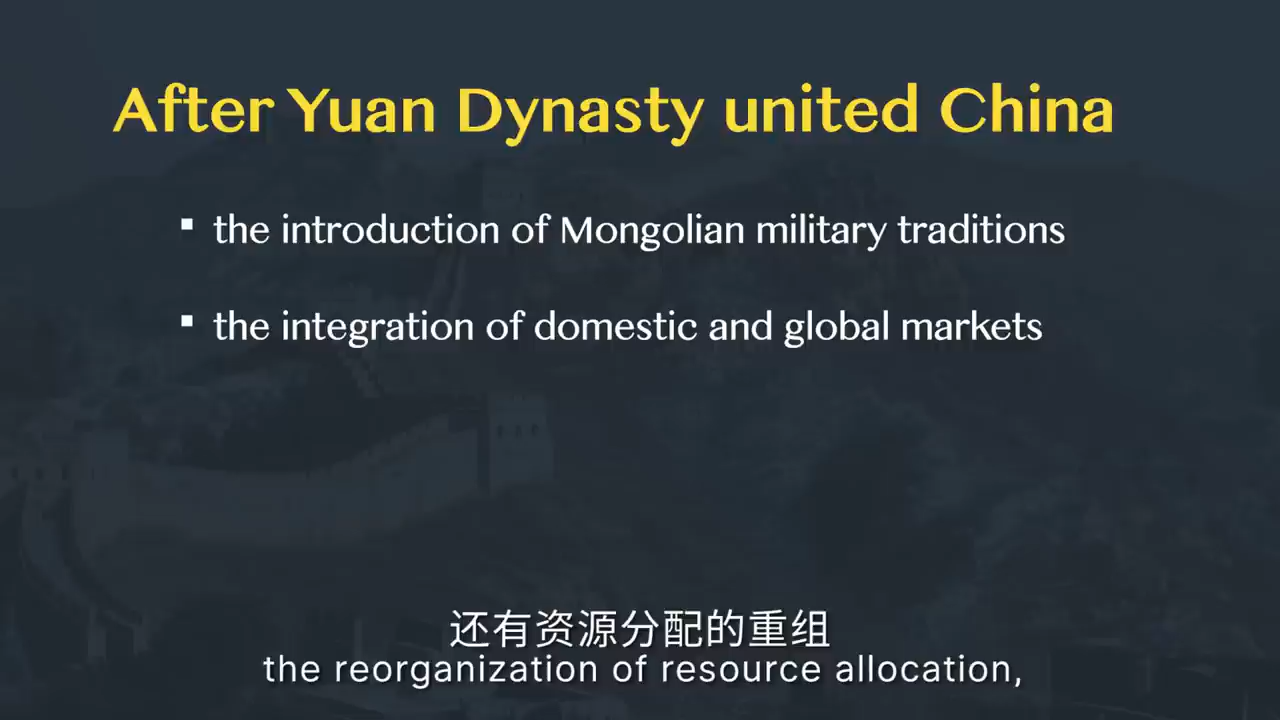 After Yuan Dynasty united China
▪ the introduction of Mongolian military traditions
▪ the integration of domestic and global markets
还有资源分配的重组
the reorganization of resource allocation,